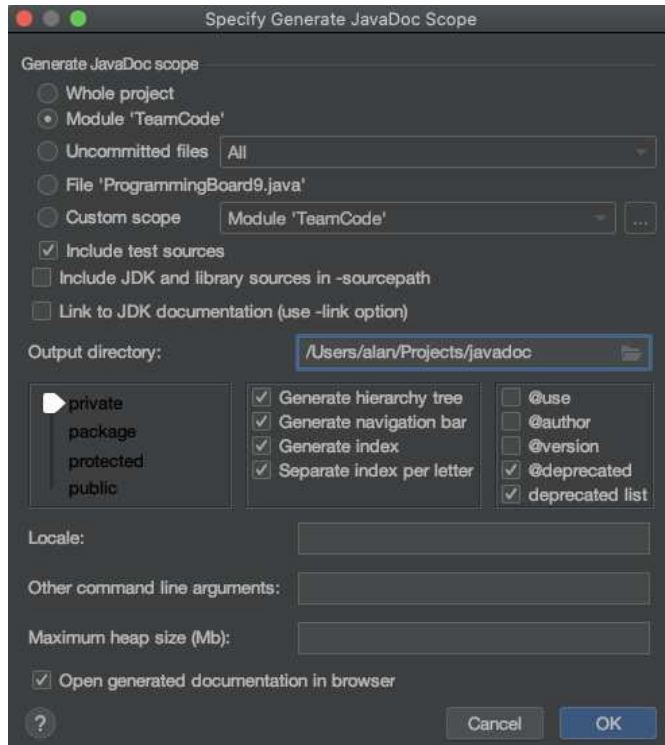 Specify Generate JavaDoc Scope
Generate JavaDoc scope
Whole project
Module 'TeamCode'
Uncommitted files All
File 'ProgrammingBoard9.java'
Custom scope Module 'TeamCode' ...
Include test sources
Include JDK and library sources in -sourcepath
Link to JDK documentation (use -link option)
Output directory: /Users/alan/Projects/javadoc
private
package
protected
public
Generate hierarchy tree
Generate navigation bar
Generate index
Separate index per letter
@use
@author
@version
@deprecated
deprecated list
Locale:
Other command line arguments:
Maximum heap size (Mb):
Open generated documentation in browser
? Cancel OK